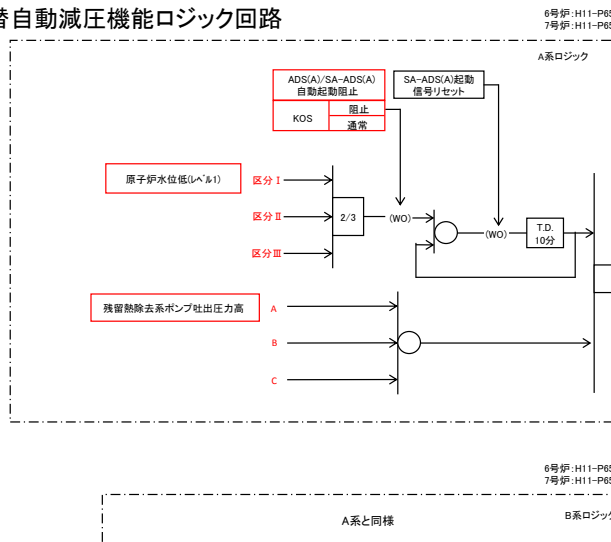 替自動減圧機能ロジック回路
6号炉:H11-P65
7号炉:H11-P65
A系ロジック
ADS(A)/SA-ADS(A)
自動起動阻止
KOS
阻止
通常
SA-ADS(A)起動
信号リセット
原子炉水位低(レベル1)
区分Ⅰ
区分Ⅱ
区分Ⅲ
2/3
(WO)
(WO)
T.D.
10分
残留熱除去系ポンプ吐出圧力高
A
B
C
6号炉:H11-P65
7号炉:H11-P65
A系と同様
B系ロジック